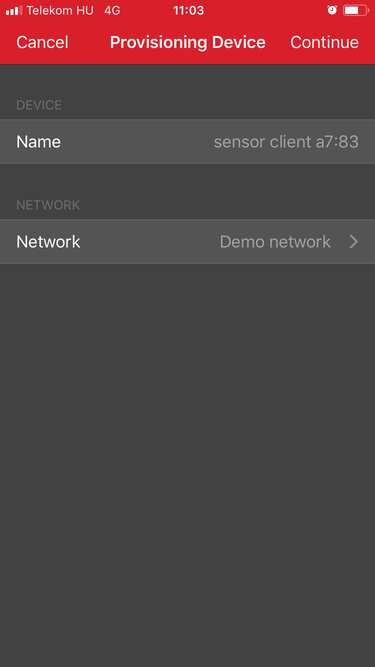 Telekom HU 4G 11:03
Cancel Provisioning Device Continue
DEVICE
Name sensor client a7:83
NETWORK
Network Demo network